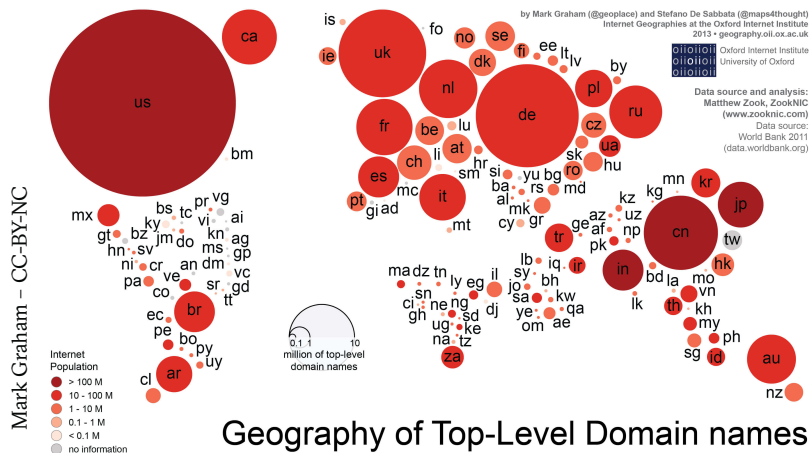 by Mark Graham (@geoplace) and Stefano De Sabbata (@maps4thought)
Internet Geographies at the Oxford Internet Institute
2013 • geography.oii.ox.ac.uk
oiioiioii
oiioiioii
oiioiioii
Oxford Internet Institute
University of Oxford
Data source and analysis:
Matthew Zook, ZookNIC
(www.zooknic.com)
Data source:
World Bank 2011
(data.worldbank.org)
us
ca
bm
is
fo
ie
uk
no
se
dk
fi
ee
lt
lv
by
nl
de
pl
ru
fr
be
lu
cz
ua
ch
li
at
hr
sk
hu
es
mc
sm
si
yu
bg
ro
md
pt
gi
ad
it
mt
ba
al
mk
rs
gr
cy
mx
gt
hn
ni
pa
bz
sv
cr
bs
ky
jm
tc
do
pr
vi
vg
ai
kn
ag
ms
gp
an
dm
vc
gd
sr
tt
ve
co
ec
br
pe
bo
py
uy
ar
cl
tr
ge
az
af
pk
kz
uz
np
kg
mn
kr
jp
cn
tw
in
hk
bd
la
mo
vn
lk
th
kh
my
ph
sg
id
au
nz
lb
iq
ir
sy
jo
bh
sa
kw
qa
ye
om
ae
ma
dz
tn
ly
eg
il
ci
sn
gh
ne
ng
dj
sd
ug
ke
na
tz
za
0.1
1
10
million of top-level
domain names
Internet
Population
> 100 M
10 - 100 M
1 - 10 M
0.1 - 1 M
< 0.1 M
no information
Mark Graham – CC-BY-NC
Geography of Top-Level Domain names